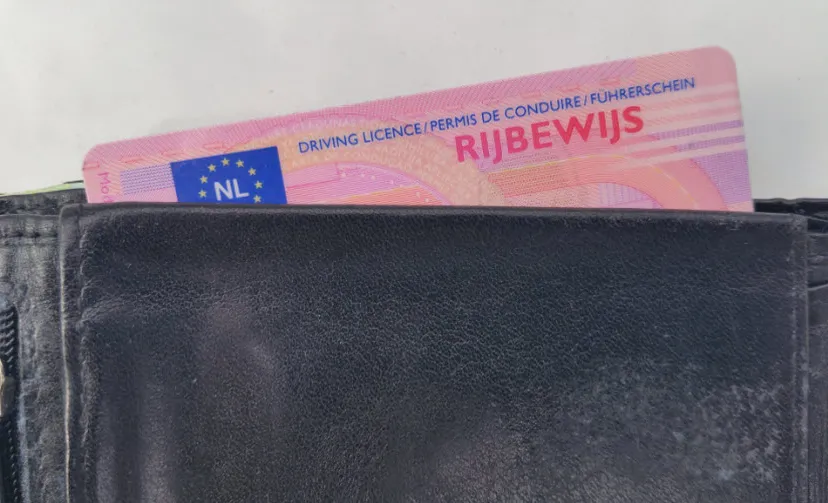 DRIVING LICENCE/PERMIS DE CONDUIRE/FÜHRERSCHEIN
RIJBEWIJS
NL